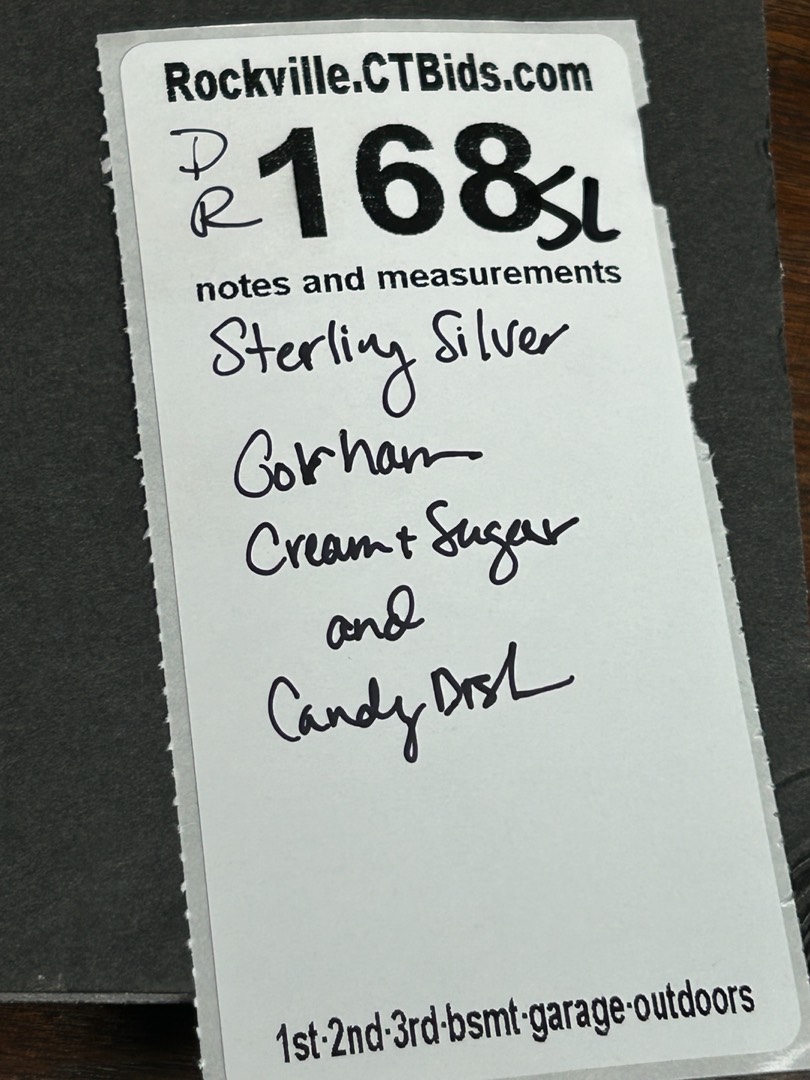 Rockville.CTBids.com
DR 168 SL
notes and measurements
Sterling Silver
Gorham
Cream + Sugar
and
Candy Dish
1st·2nd·3rd·bsmt·garage·outdoors